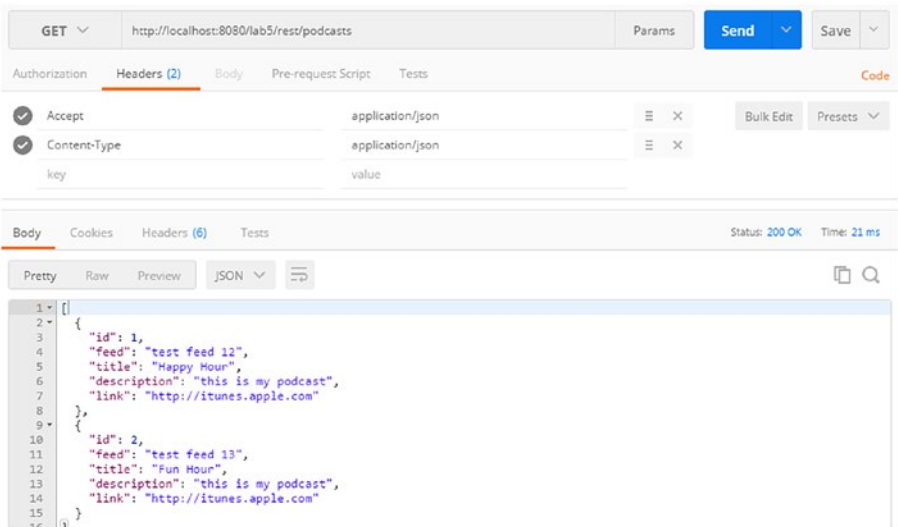 GET http://localhost:8080/lab5/rest/podcasts Params Send Save
Authorization Headers (2) Body Pre-request Script Tests Code
Accept application/json Bulk Edit Presets
Content-Type application/json
key value
Body Cookies Headers (6) Tests Status: 200 OK Time: 21 ms
Pretty Raw Preview JSON
1 [
2 {
3 "id": 1,
4 "feed": "test feed 12",
5 "title": "Happy Hour",
6 "description": "this is my podcast",
7 "link": "http://itunes.apple.com"
8 },
9 {
10 "id": 2,
11 "feed": "test feed 13",
12 "title": "Fun Hour",
13 "description": "this is my podcast",
14 "link": "http://itunes.apple.com"
15 }
16 ]